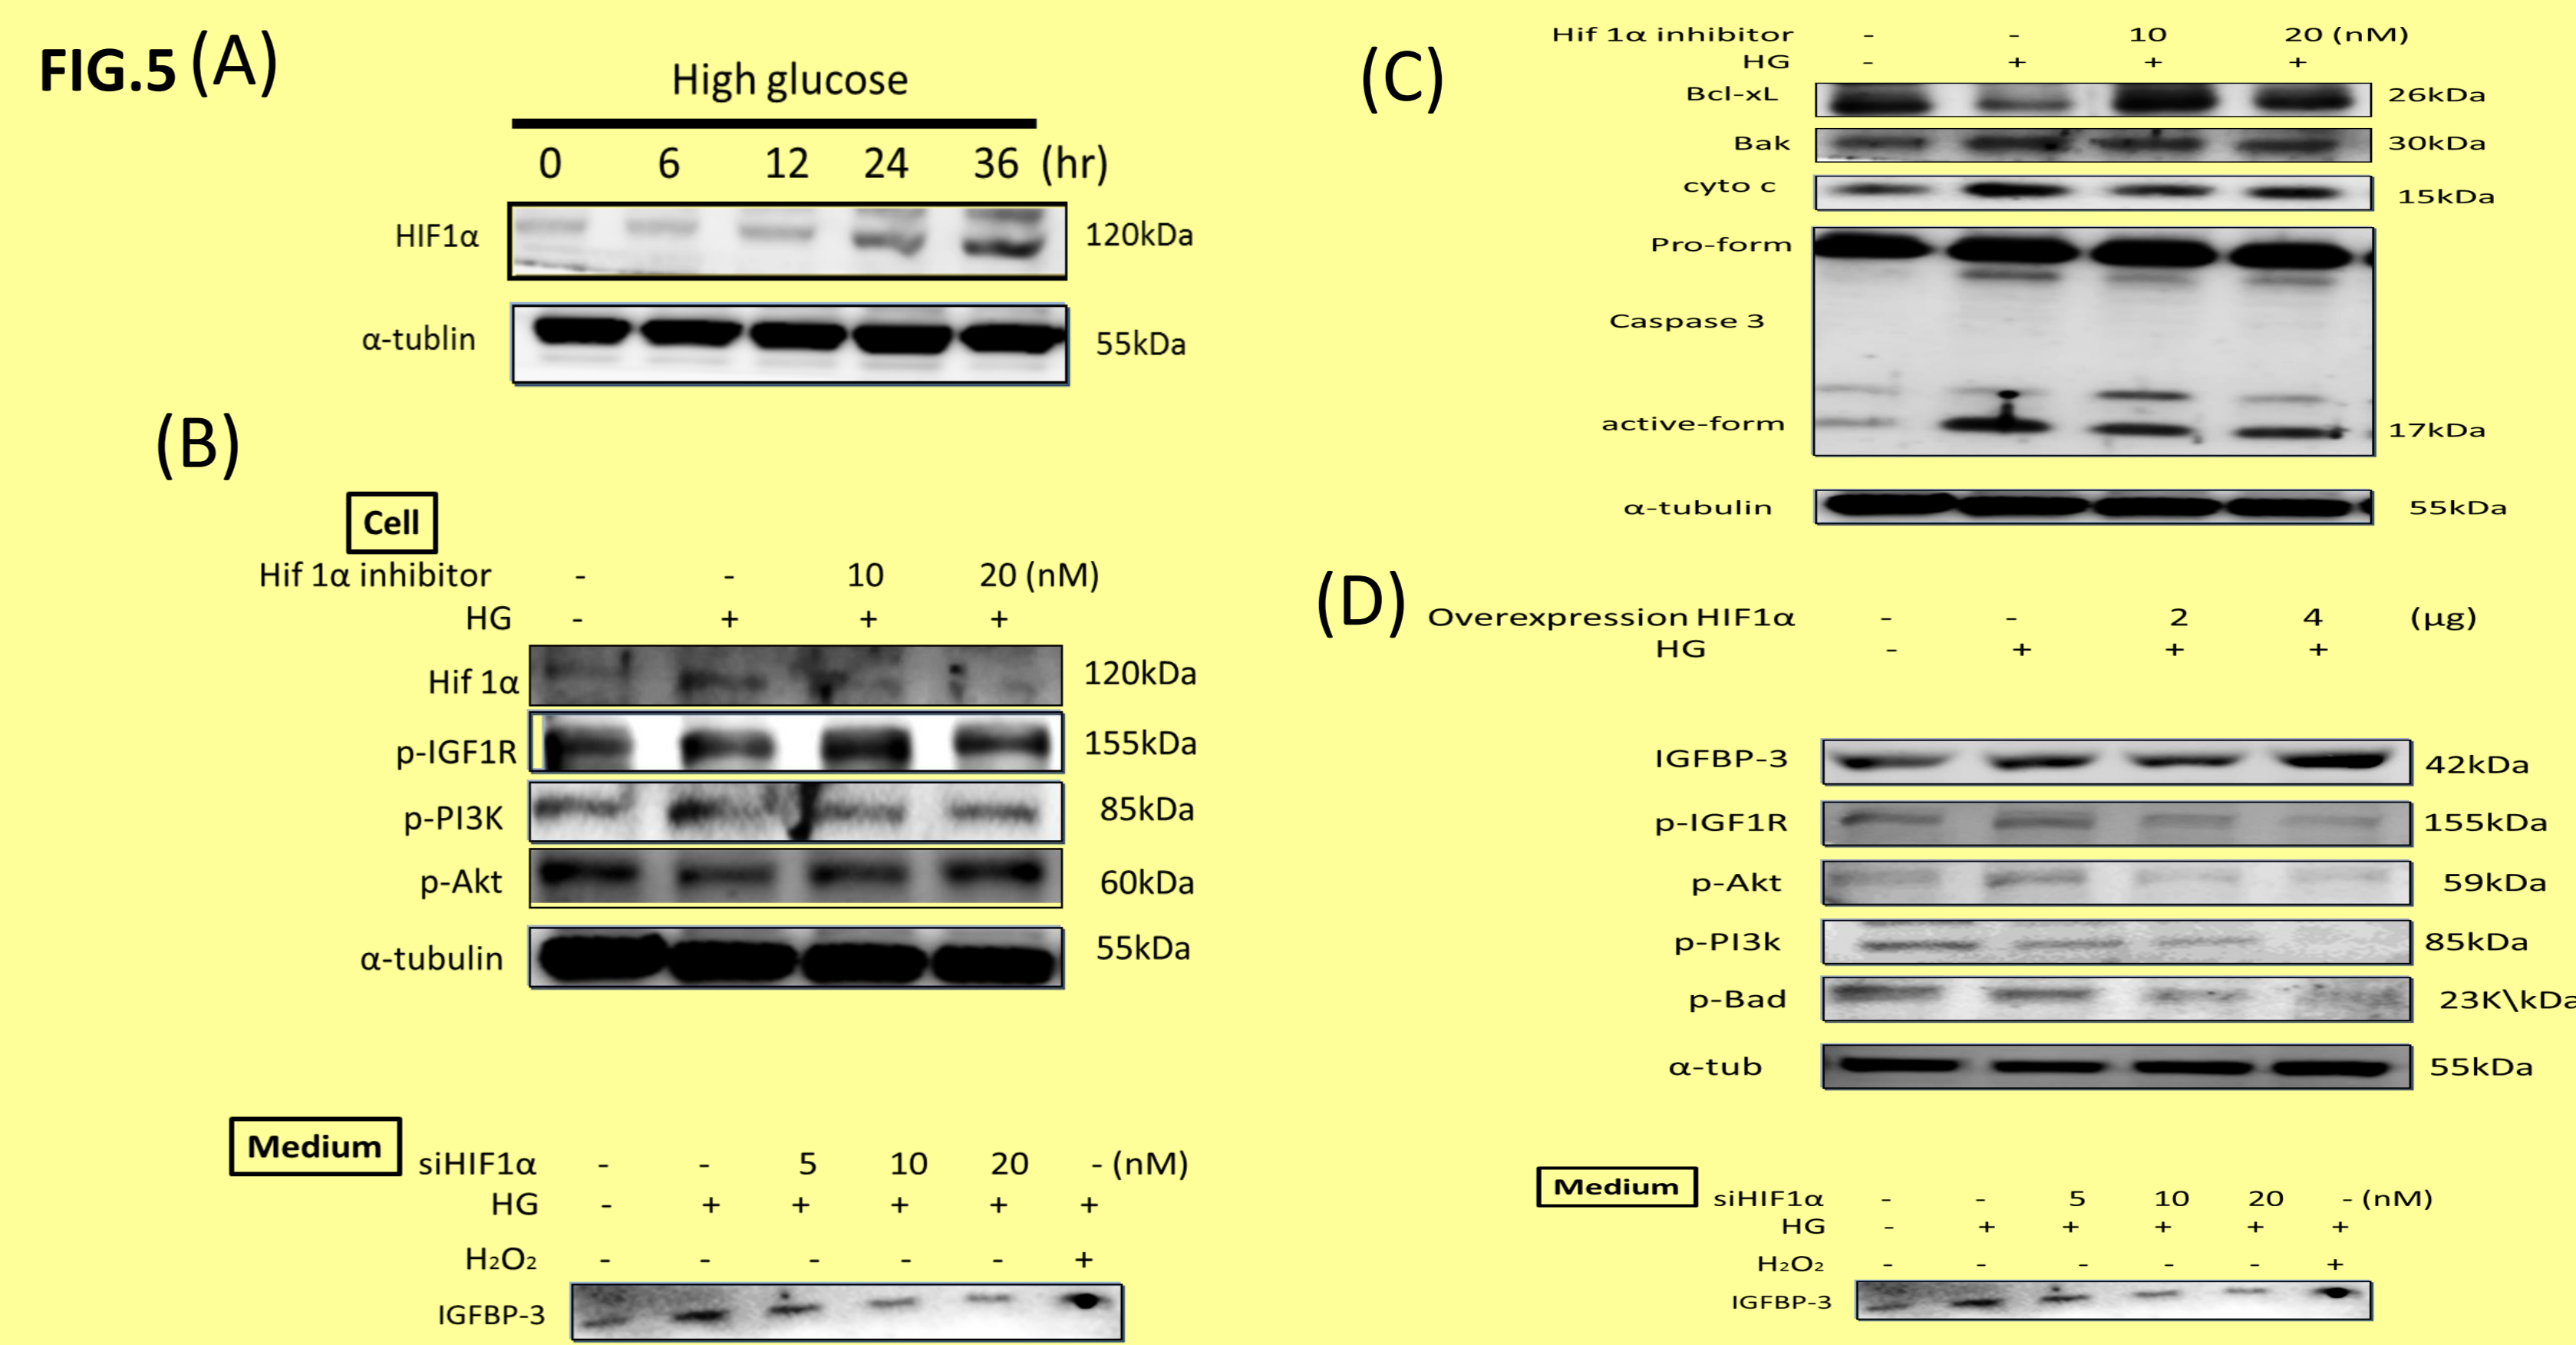 FIG.5 (A)
High glucose
0 6 12 24 36 (hr)
HIF1α 120kDa
α-tublin 55kDa
(B)
Cell
Hif 1α inhibitor - - 10 20 (nM)
HG - + + +
Hif 1α 120kDa
p-IGF1R 155kDa
p-PI3K 85kDa
p-Akt 60kDa
α-tubulin 55kDa
Medium
siHIF1α - - 5 10 20 - (nM)
HG - + + + + +
H₂O₂ - - - - - +
IGFBP-3
(C)
Hif 1α inhibitor - - 10 20 (nM)
HG - + + +
Bcl-xL 26kDa
Bak 30kDa
cyto c 15kDa
Pro-form
Caspase 3
active-form 17kDa
α-tubulin 55kDa
(D)
Overexpression HIF1α - - 2 4 (μg)
HG - + + +
IGFBP-3 42kDa
p-IGF1R 155kDa
p-Akt 59kDa
p-PI3k 85kDa
p-Bad 23K\kDa
α-tub 55kDa
Medium
siHIF1α - - 5 10 20 - (nM)
HG - + + + + +
H₂O₂ - - - - - +
IGFBP-3